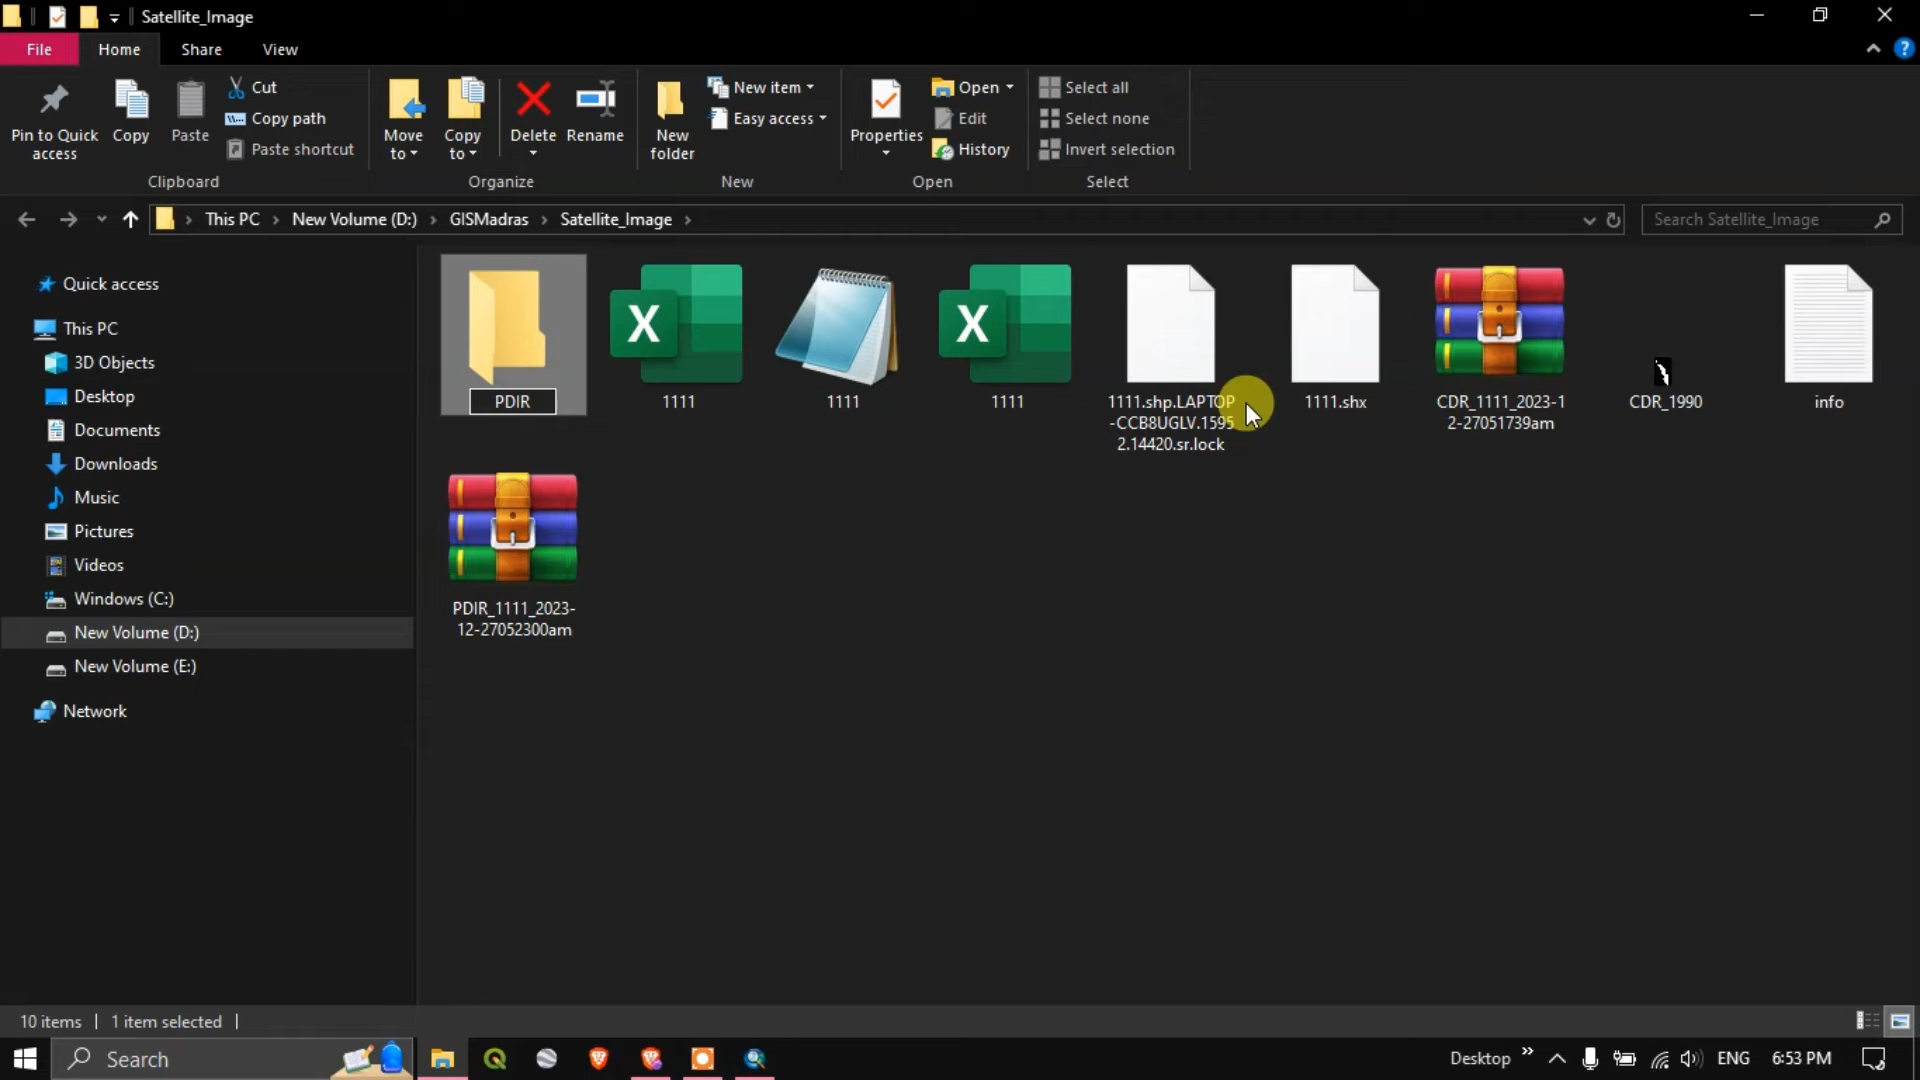 Satellite_Image
File
Home
Share
View
Pin to Quick
access
Copy
Paste
Cut
Copy path
Paste shortcut
Clipboard
Move
to
Copy
to
Delete
Rename
Organize
New
folder
New item
Easy access
New
Properties
Open
Edit
History
Open
Select all
Select none
Invert selection
Select
This PC
New Volume (D:)
GISMadras
Satellite_Image
Search Satellite_Image
Quick access
This PC
3D Objects
Desktop
Documents
Downloads
Music
Pictures
Videos
Windows (C:)
New Volume (D:)
New Volume (E:)
Network
PDIR
1111
1111
1111
1111.shp.LAPTOP
-CCB8UGLV.1595
2.14420.sr.lock
1111.shx
CDR_1111_2023-1
2-27051739am
CDR_1990
info
PDIR_1111_2023-
12-27052300am
10 items
1 item selected
Search
Desktop
ENG
6:53 PM